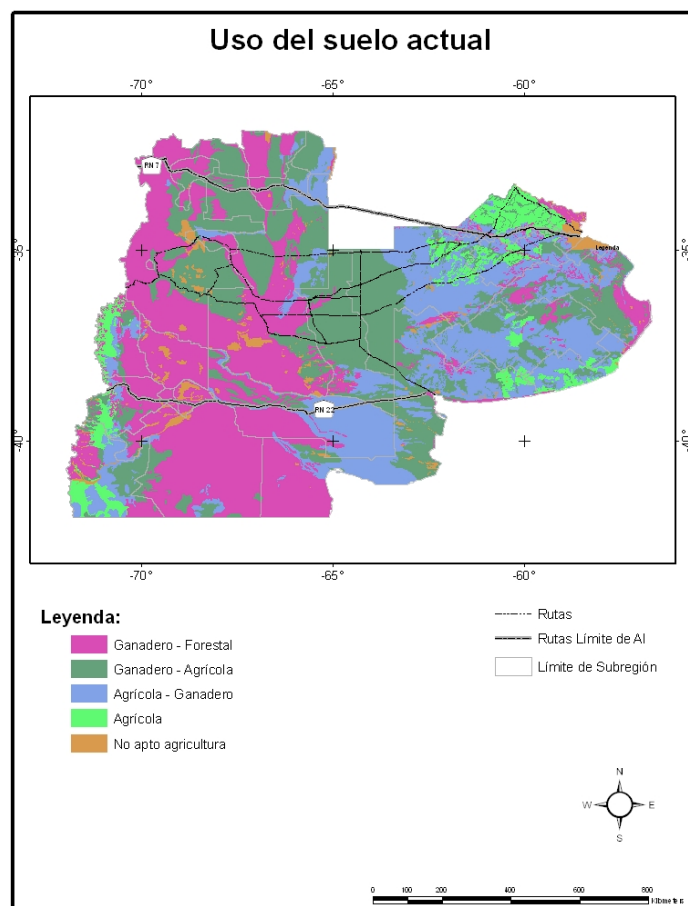 Uso del suelo actual
-70°
-65°
-60°
RN 7
-35°
Leyenda
-35°
RN 22
-40°
-40°
-70°
-65°
-60°
Leyenda:
Ganadero - Forestal
Ganadero - Agrícola
Agrícola - Ganadero
Agrícola
No apto agricultura
Rutas
Rutas Límite de AI
Límite de Subregión
N
W
E
S
0 100 200 400 600 800
Kilometers